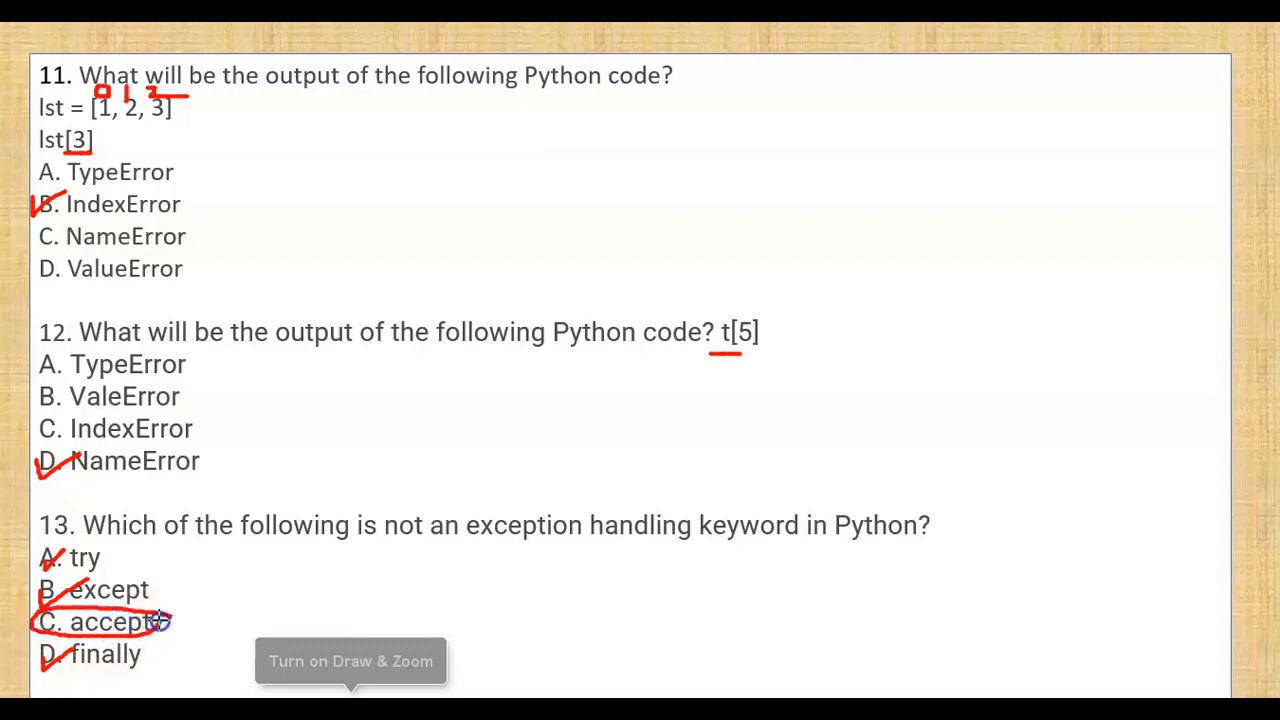 11. What will be the output of the following Python code?
0 1 2
lst = [1, 2, 3]
lst[3]
A. TypeError
B. IndexError
C. NameError
D. ValueError
12. What will be the output of the following Python code? t[5]
A. TypeError
B. ValeError
C. IndexError
D. NameError
13. Which of the following is not an exception handling keyword in Python?
A. try
B. except
C. accept
D. finally
Turn on Draw & Zoom